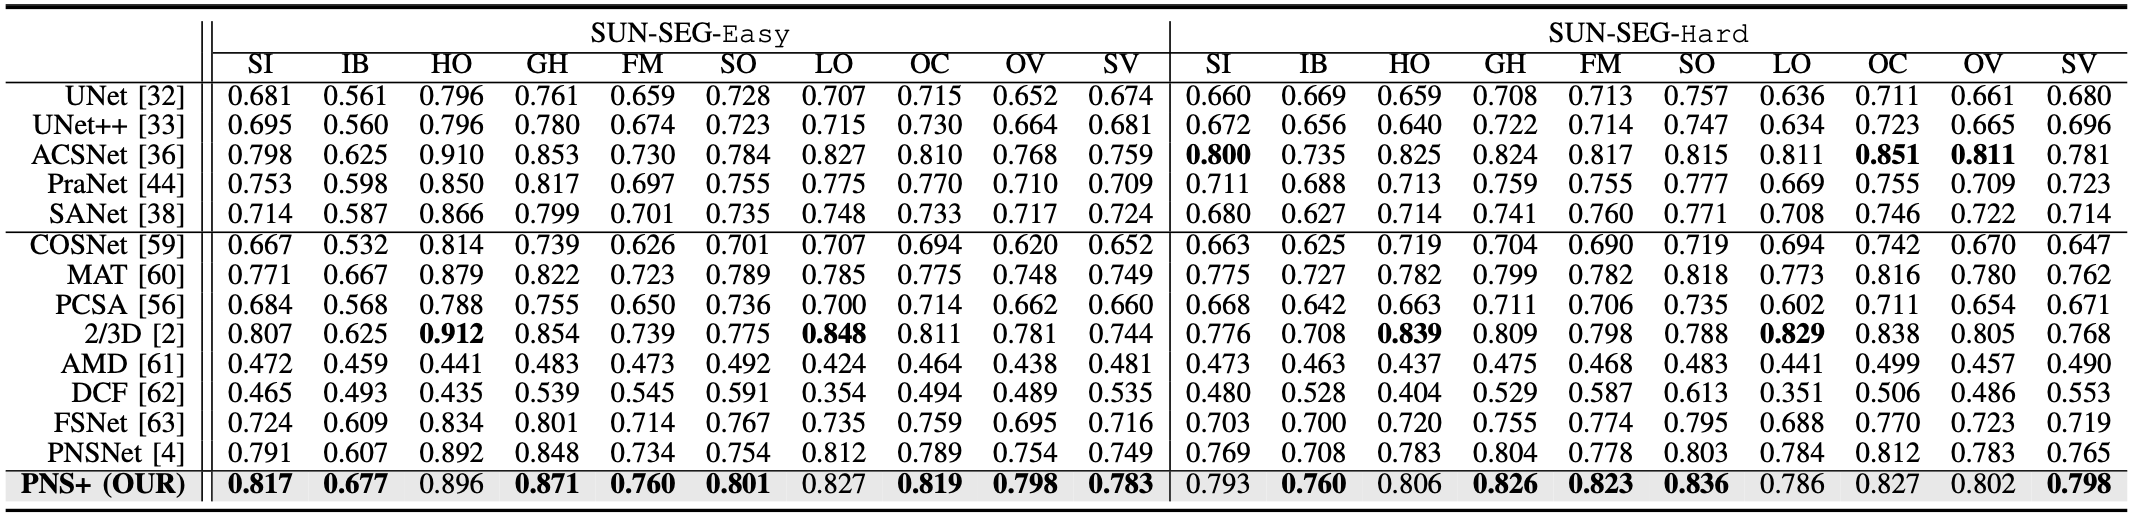 SUN-SEG-Easy SUN-SEG-Hard
SI IB HO GH FM SO LO OC OV SV SI IB HO GH FM SO LO OC OV SV
UNet [32] 0.681 0.561 0.796 0.761 0.659 0.728 0.707 0.715 0.652 0.674 0.660 0.669 0.659 0.708 0.713 0.757 0.636 0.711 0.661 0.680
UNet++ [33] 0.695 0.560 0.796 0.780 0.674 0.723 0.715 0.730 0.664 0.681 0.672 0.656 0.640 0.722 0.714 0.747 0.634 0.723 0.665 0.696
ACSNet [36] 0.798 0.625 0.910 0.853 0.730 0.784 0.827 0.810 0.768 0.759 0.800 0.735 0.825 0.824 0.817 0.815 0.811 0.851 0.811 0.781
PraNet [44] 0.753 0.598 0.850 0.817 0.697 0.755 0.775 0.770 0.710 0.709 0.711 0.688 0.713 0.759 0.755 0.777 0.669 0.755 0.709 0.723
SANet [38] 0.714 0.587 0.866 0.799 0.701 0.735 0.748 0.733 0.717 0.724 0.680 0.627 0.714 0.741 0.760 0.771 0.708 0.746 0.722 0.714
COSNet [59] 0.667 0.532 0.814 0.739 0.626 0.701 0.707 0.694 0.620 0.652 0.663 0.625 0.719 0.704 0.690 0.719 0.694 0.742 0.670 0.647
MAT [60] 0.771 0.667 0.879 0.822 0.723 0.789 0.785 0.775 0.748 0.749 0.775 0.727 0.782 0.799 0.782 0.818 0.773 0.816 0.780 0.762
PCSA [56] 0.684 0.568 0.788 0.755 0.650 0.736 0.700 0.714 0.662 0.660 0.668 0.642 0.663 0.711 0.706 0.735 0.602 0.711 0.654 0.671
2/3D [2] 0.807 0.625 0.912 0.854 0.739 0.775 0.848 0.811 0.781 0.744 0.776 0.708 0.839 0.809 0.798 0.788 0.829 0.838 0.805 0.768
AMD [61] 0.472 0.459 0.441 0.483 0.473 0.492 0.424 0.464 0.438 0.481 0.473 0.463 0.437 0.475 0.468 0.483 0.441 0.499 0.457 0.490
DCF [62] 0.465 0.493 0.435 0.539 0.545 0.591 0.354 0.494 0.489 0.535 0.480 0.528 0.404 0.529 0.587 0.613 0.351 0.506 0.486 0.553
FSNet [63] 0.724 0.609 0.834 0.801 0.714 0.767 0.735 0.759 0.695 0.716 0.703 0.700 0.720 0.755 0.774 0.795 0.688 0.770 0.723 0.719
PNSNet [4] 0.791 0.607 0.892 0.848 0.734 0.754 0.812 0.789 0.754 0.749 0.769 0.708 0.783 0.804 0.778 0.803 0.784 0.812 0.783 0.765
PNS+ (OUR) 0.817 0.677 0.896 0.871 0.760 0.801 0.827 0.819 0.798 0.783 0.793 0.760 0.806 0.826 0.823 0.836 0.786 0.827 0.802 0.798